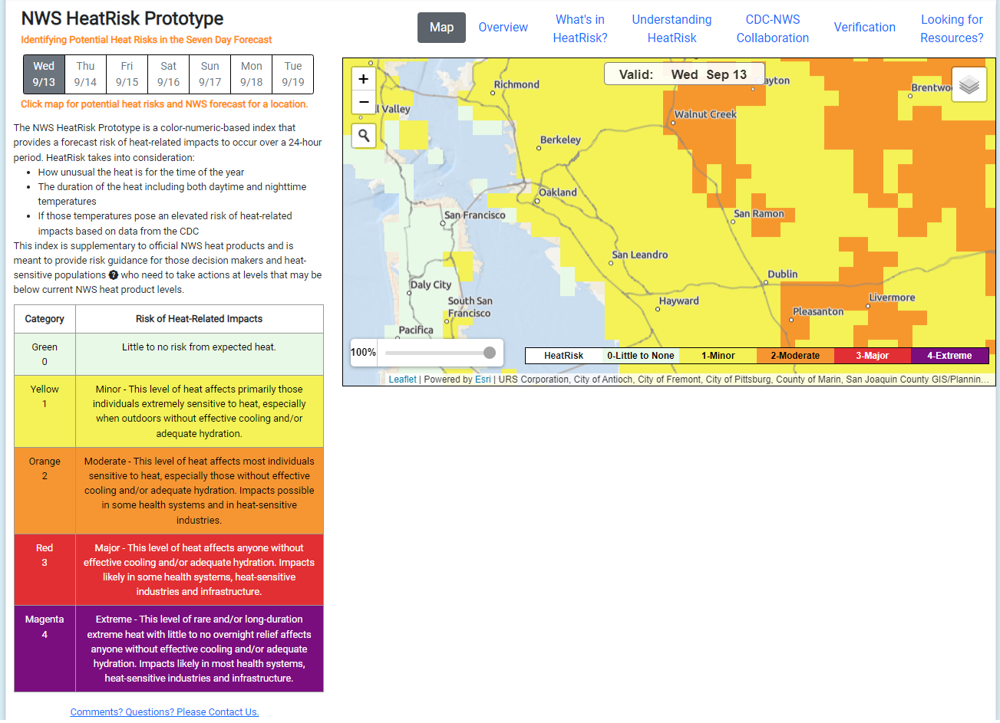 NWS HeatRisk Prototype
Identifying Potential Heat Risks in the Seven Day Forecast
Wed Thu Fri Sat Sun Mon Tue
9/13 9/14 9/15 9/16 9/17 9/18 9/19
Click map for potential heat risks and NWS forecast for a location.
The NWS HeatRisk Prototype is a color-numeric-based index that
provides a forecast risk of heat-related impacts to occur over a 24-hour
period. HeatRisk takes into consideration:
• How unusual the heat is for the time of the year
• The duration of the heat including both daytime and nighttime
temperatures
• If those temperatures pose an elevated risk of heat-related
impacts based on data from the CDC
This index is supplementary to official NWS heat products and is
meant to provide risk guidance for those decision makers and heat-
sensitive populations ? who need to take actions at levels that may be
below current NWS heat product levels.
Category Risk of Heat-Related Impacts
Green
0
Little to no risk from expected heat.
Yellow
1
Minor - This level of heat affects primarily those
individuals extremely sensitive to heat, especially
when outdoors without effective cooling and/or
adequate hydration.
Orange
2
Moderate - This level of heat affects most individuals
sensitive to heat, especially those without effective
cooling and/or adequate hydration. Impacts possible
in some health systems and in heat-sensitive
industries.
Red
3
Major - This level of heat affects anyone without
effective cooling and/or adequate hydration. Impacts
likely in some health systems, heat-sensitive
industries and infrastructure.
Magenta
4
Extreme - This level of rare and/or long-duration
extreme heat with little to no overnight relief affects
anyone without effective cooling and/or adequate
hydration. Impacts likely in most health systems,
heat-sensitive industries and infrastructure.
Comments? Questions? Please Contact Us.
Map
Overview
What's in
HeatRisk?
Understanding
HeatRisk
CDC-NWS
Collaboration
Verification
Looking for
Resources?
+
−
Valid: Wed Sep 13
Richmond
ayton
Brentwo
l Valley
Walnut Creek
Berkeley
Oakland
San Francisco
San Ramon
San Leandro
Dublin
Daly City
South San
Francisco
Hayward
Livermore
Pleasanton
Pacifica
100%
HeatRisk 0-Little to None 1-Minor 2-Moderate 3-Major 4-Extreme
Leaflet | Powered by Esri | URS Corporation, City of Antioch, City of Fremont, City of Pittsburg, County of Marin, San Joaquin County GIS/Plannin...